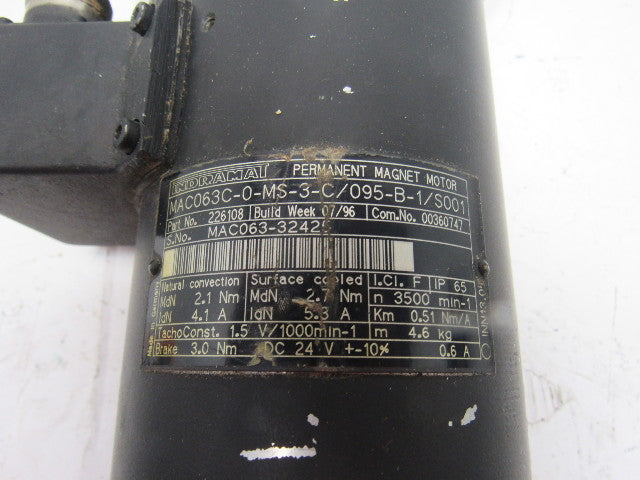 INDRAMAT PERMANENT MAGNET MOTOR
MAC063C-0-MS-3-C/095-B-1/S001
Part No. 226108 Build Week 07/96 Com.No. 00360747
S.No. MAC063-32425
Natural convection Surface cooled I.Cl. F IP 65
MdN 2.1 Nm MdN 2.7 Nm n 3500 min-1
IdN 4.1 A IdN 5.3 A Km 0.51 Nm/A
TachoConst. 1.5 V/1000min-1 m 4.6 kg
Brake 3.0 Nm DC 24 V +-10% 0.6 A
Made in Germany